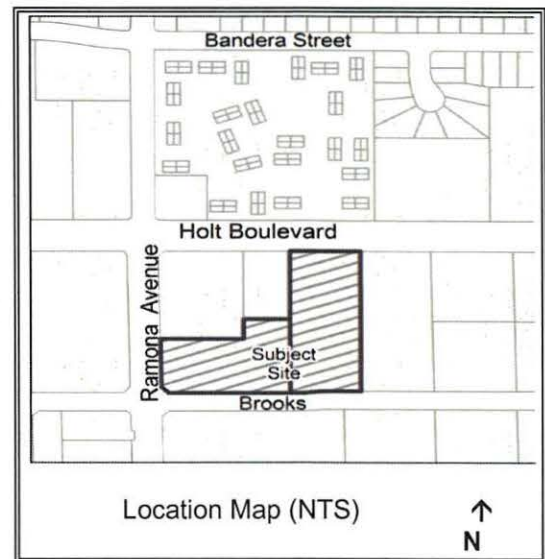 Bandera Street
Holt Boulevard
Ramona Avenue
Subject
Site
Brooks
Location Map (NTS)
N